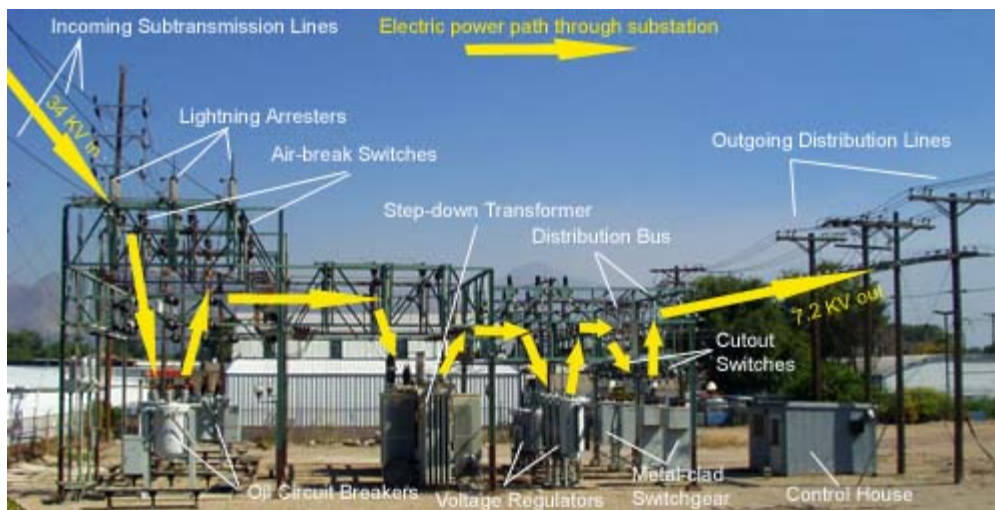 Incoming Subtransmission Lines
Electric power path through substation
34 KV in
Lightning Arresters
Air-break Switches
Outgoing Distribution Lines
Step-down Transformer
Distribution Bus
7.2 KV out
Cutout
Switches
Oil Circuit Breakers
Voltage Regulators
Metal-clad
Switchgear
Control House